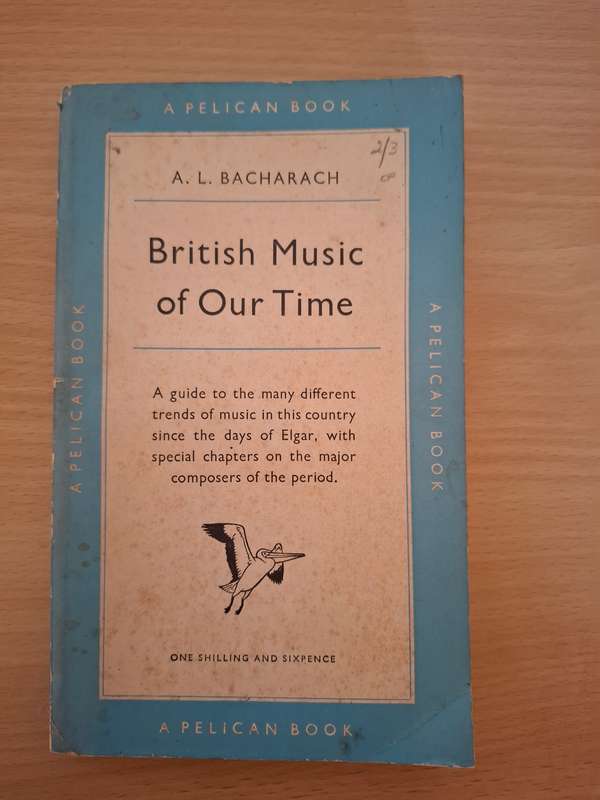 A PELICAN BOOK
2/3
A. L. BACHARACH
British Music
of Our Time
A guide to the many different
trends of music in this country
since the days of Elgar, with
special chapters on the major
composers of the period.
ONE SHILLING AND SIXPENCE
A PELICAN BOOK
A PELICAN BOOK
A PELICAN BOOK